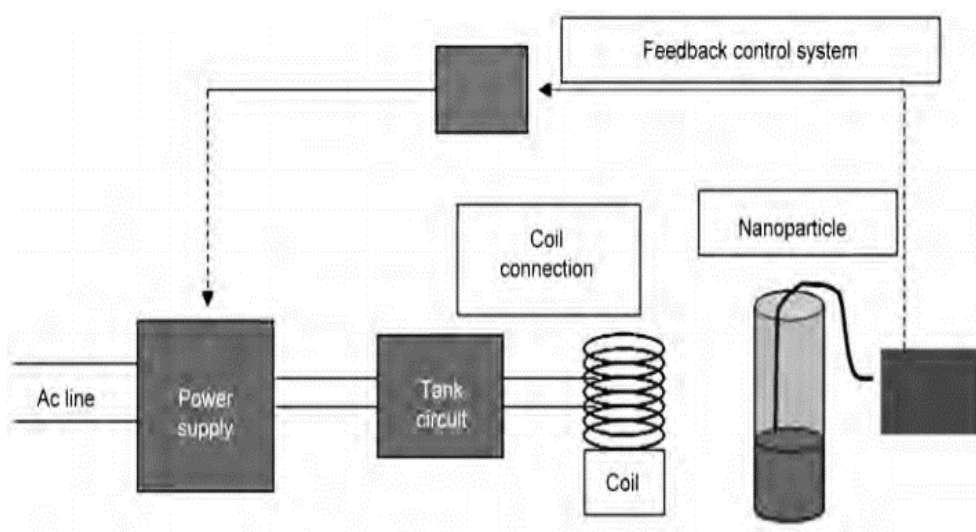 Feedback control system
Coil
connection
Nanoparticle
Ac line
Power
supply
Tank
circuit
Coil